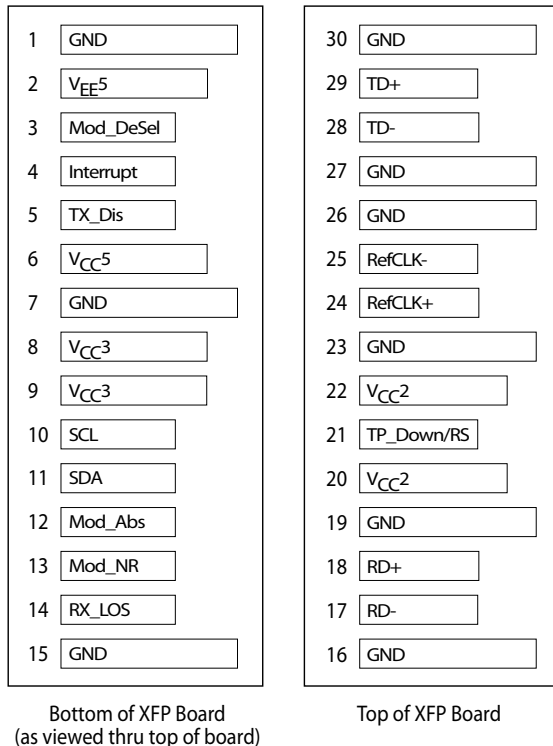 1 GND
2 VEE5
3 Mod_DeSel
4 Interrupt
5 TX_Dis
6 VCC5
7 GND
8 VCC3
9 VCC3
10 SCL
11 SDA
12 Mod_Abs
13 Mod_NR
14 RX_LOS
15 GND
Bottom of XFP Board
(as viewed thru top of board)
30 GND
29 TD+
28 TD-
27 GND
26 GND
25 RefCLK-
24 RefCLK+
23 GND
22 VCC2
21 TP_Down/RS
20 VCC2
19 GND
18 RD+
17 RD-
16 GND
Top of XFP Board